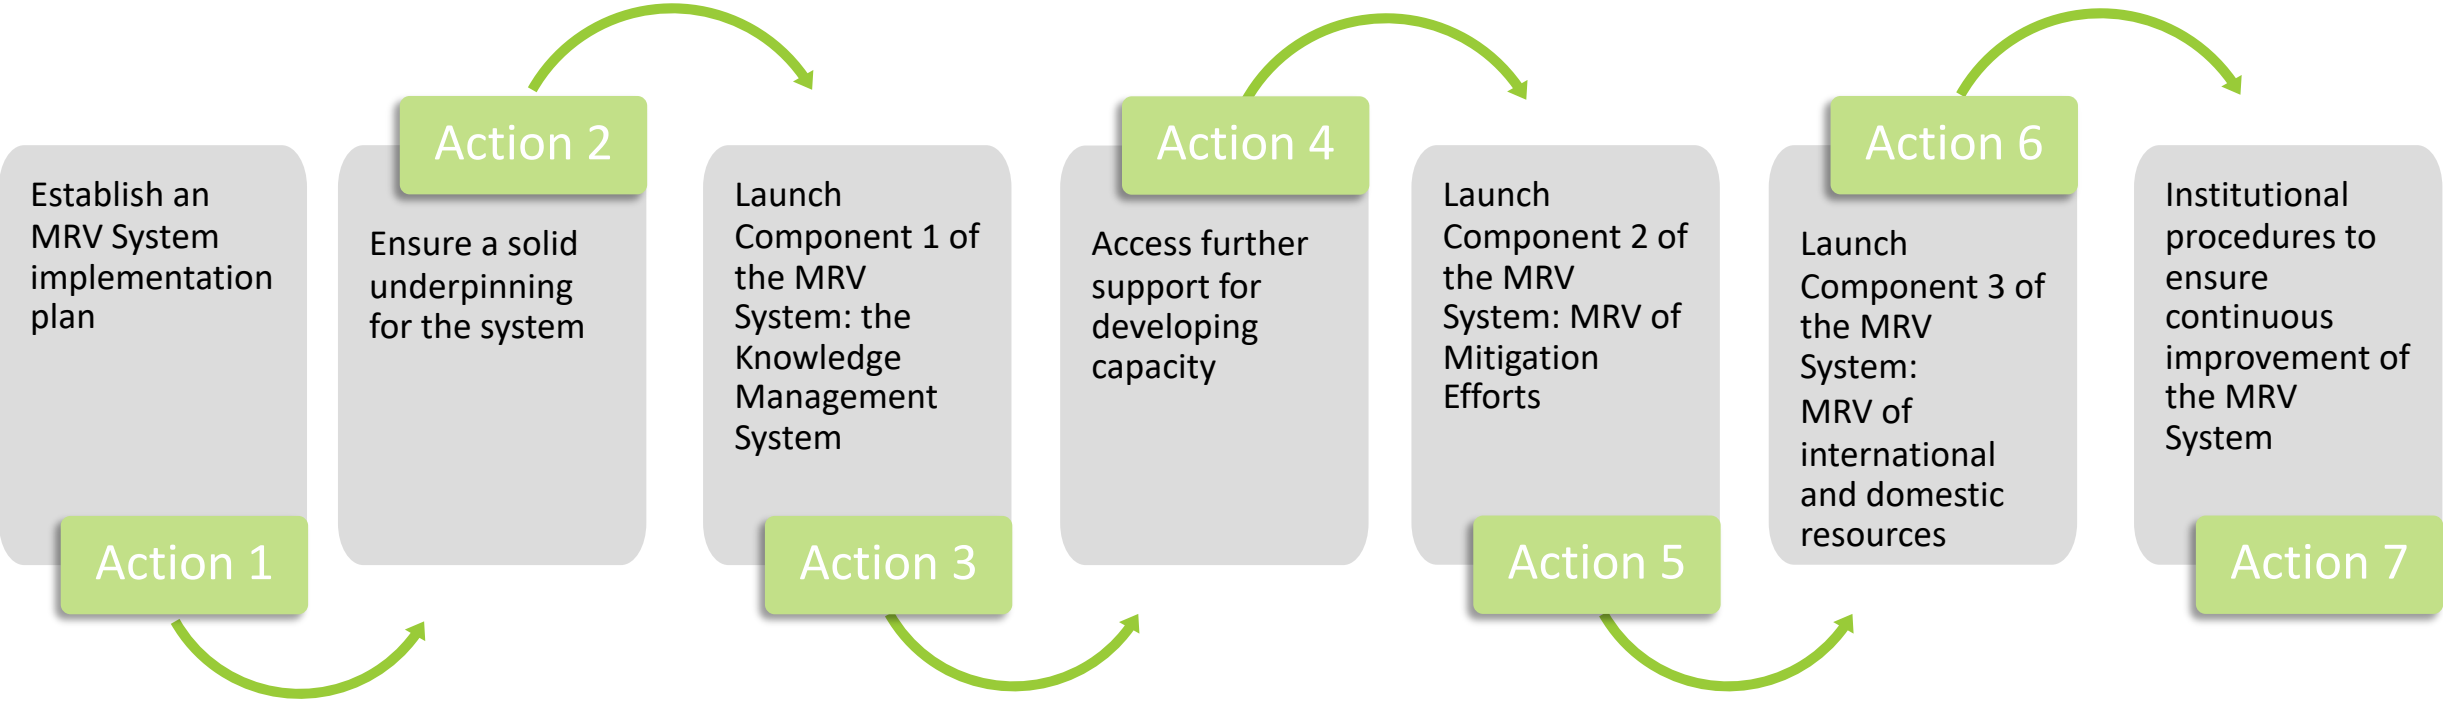 Establish an
MRV System
implementation
plan
Action 1
Action 2
Ensure a solid
underpinning
for the system
Launch
Component 1 of
the MRV
System: the
Knowledge
Management
System
Action 3
Action 4
Access further
support for
developing
capacity
Launch
Component 2 of
the MRV
System: MRV of
Mitigation
Efforts
Action 5
Action 6
Launch
Component 3 of
the MRV
System:
MRV of
international
and domestic
resources
Institutional
procedures to
ensure
continuous
improvement of
the MRV
System
Action 7